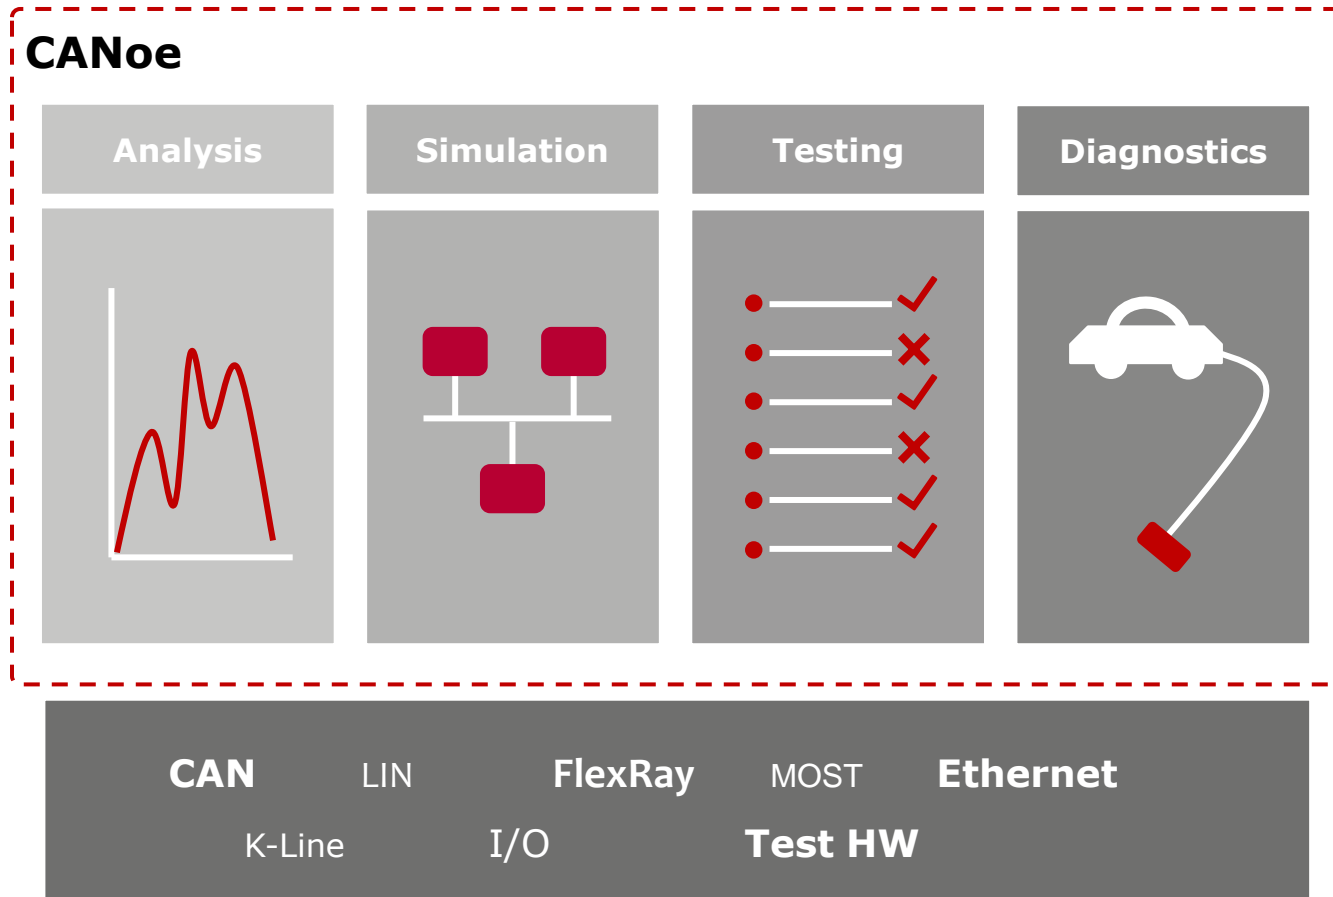 CANoe
Analysis Simulation Testing Diagnostics
CAN LIN FlexRay MOST Ethernet
K-Line I/O Test HW